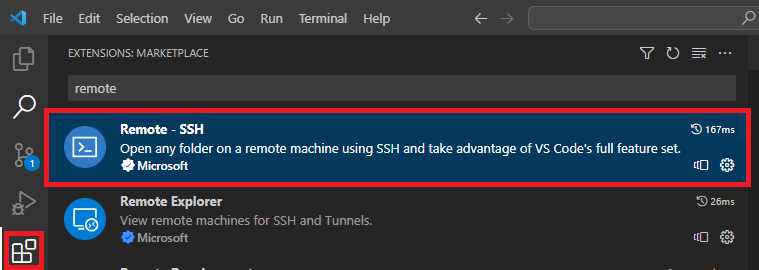 File Edit Selection View Go Run Terminal Help
EXTENSIONS: MARKETPLACE
remote
Remote - SSH 167ms
Open any folder on a remote machine using SSH and take advantage of VS Code's full feature set.
Microsoft
1
Remote Explorer 26ms
View remote machines for SSH and Tunnels.
Microsoft